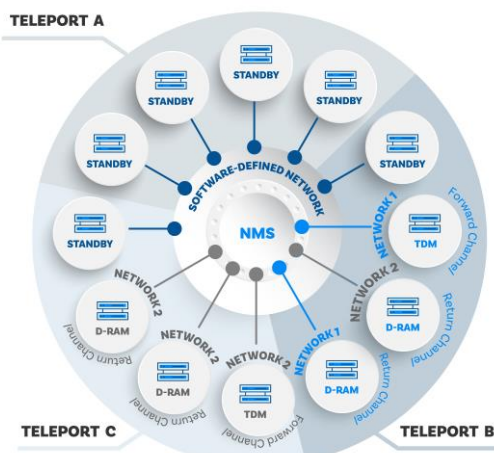 TELEPORT A
STANDBY
STANDBY
STANDBY
STANDBY
STANDBY
STANDBY
SOFTWARE-DEFINED NETWORK
NMS
NETWORK 1
TDM
Forward Channel
NETWORK 2
D-RAM
Return Channel
NETWORK 1
D-RAM
Return Channel
NETWORK 2
TDM
Forward Channel
NETWORK 2
D-RAM
Return Channel
NETWORK 2
D-RAM
Return Channel
TELEPORT C
TELEPORT B